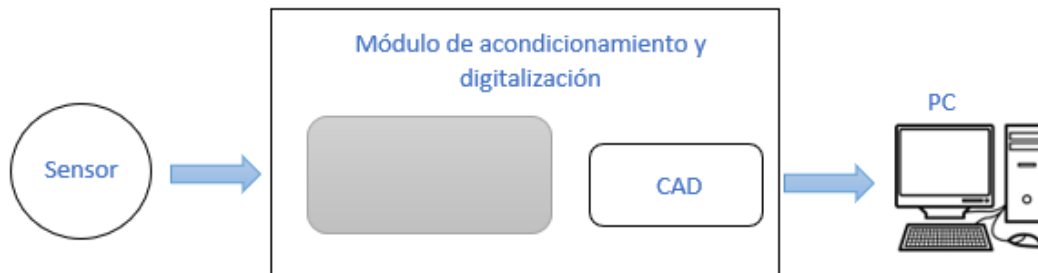 Módulo de acondicionamiento y
digitalización
PC
Sensor
CAD